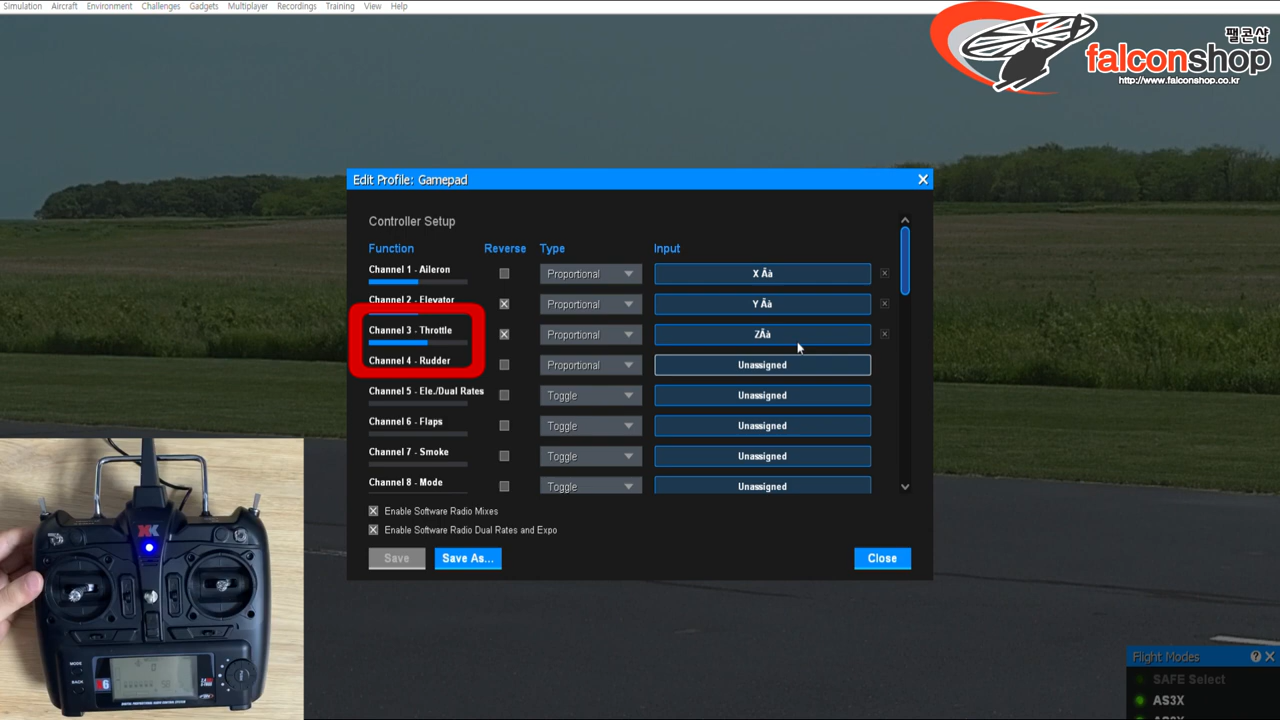 Simulation Aircraft Environment Challenges Gadgets Multiplayer Recordings Training View Help
팰콘샵
falconshop
http://www.falconshop.co.kr
Edit Profile: Gamepad
Controller Setup
Function Reverse Type Input
Channel 1 - Aileron Proportional X Âà
Channel 2 - Elevator Proportional Y Âà
Channel 3 - Throttle Proportional ZÂà
Channel 4 - Rudder Proportional Unassigned
Channel 5 - Ele./Dual Rates Toggle Unassigned
Channel 6 - Flaps Toggle Unassigned
Channel 7 - Smoke Toggle Unassigned
Channel 8 - Mode Toggle Unassigned
Enable Software Radio Mixes
Enable Software Radio Dual Rates and Expo
Save Save As... Close
XK
MODE
BACK
X6
Flight Modes
SAFE Select
AS3X